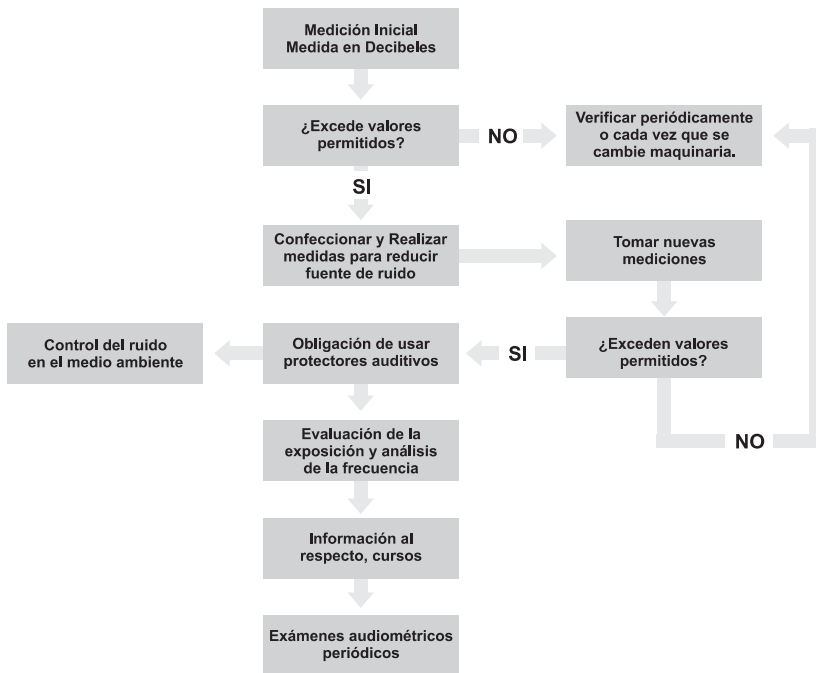 Medición Inicial
Medida en Decibeles
¿Excede valores
permitidos?
NO
Verificar periódicamente
o cada vez que se
cambie maquinaria.
SI
Confeccionar y Realizar
medidas para reducir
fuente de ruido
Tomar nuevas
mediciones
Control del ruido
en el medio ambiente
Obligación de usar
protectores auditivos
SI
¿Exceden valores
permitidos?
NO
Evaluación de la
exposición y análisis
de la frecuencia
Información al
respecto, cursos
Exámenes audiométricos
periódicos